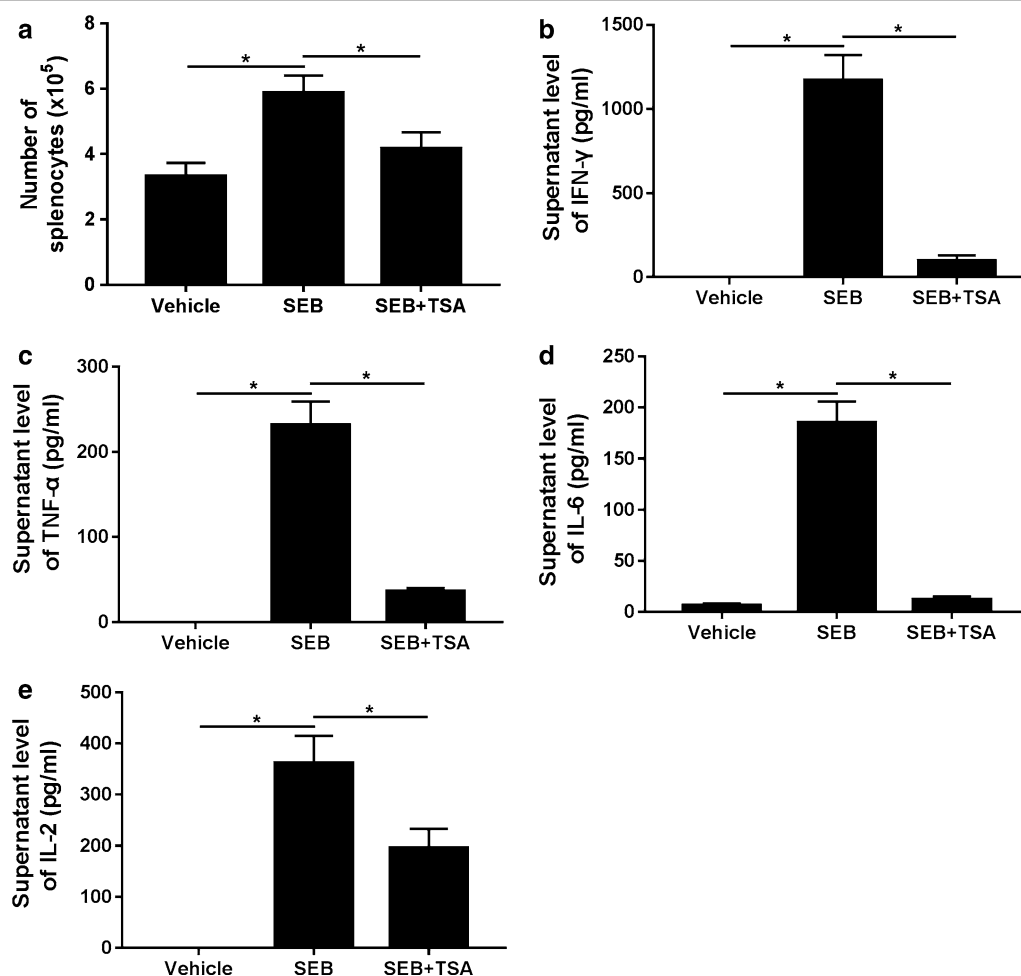 a
Number of
splenocytes (x10⁵)
8
6
4
2
0
*
*
Vehicle
SEB
SEB+TSA
b
Supernatant level
of IFN-γ (pg/ml)
1500
1000
500
0
*
*
Vehicle
SEB
SEB+TSA
c
Supernatant level
of TNF-α (pg/ml)
300
200
100
0
*
*
Vehicle
SEB
SEB+TSA
d
Supernatant level
of IL-6 (pg/ml)
250
200
150
100
50
0
*
*
Vehicle
SEB
SEB+TSA
e
Supernatant level
of IL-2 (pg/ml)
500
400
300
200
100
0
*
*
Vehicle
SEB
SEB+TSA